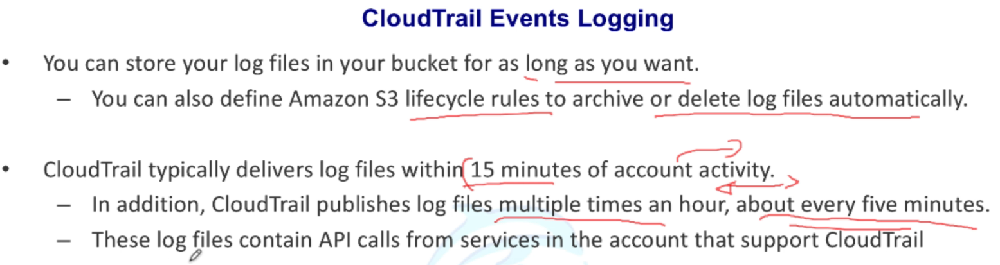 CloudTrail Events Logging
• You can store your log files in your bucket for as long as you want.
– You can also define Amazon S3 lifecycle rules to archive or delete log files automatically.
• CloudTrail typically delivers log files within 15 minutes of account activity.
– In addition, CloudTrail publishes log files multiple times an hour, about every five minutes.
– These log files contain API calls from services in the account that support CloudTrail